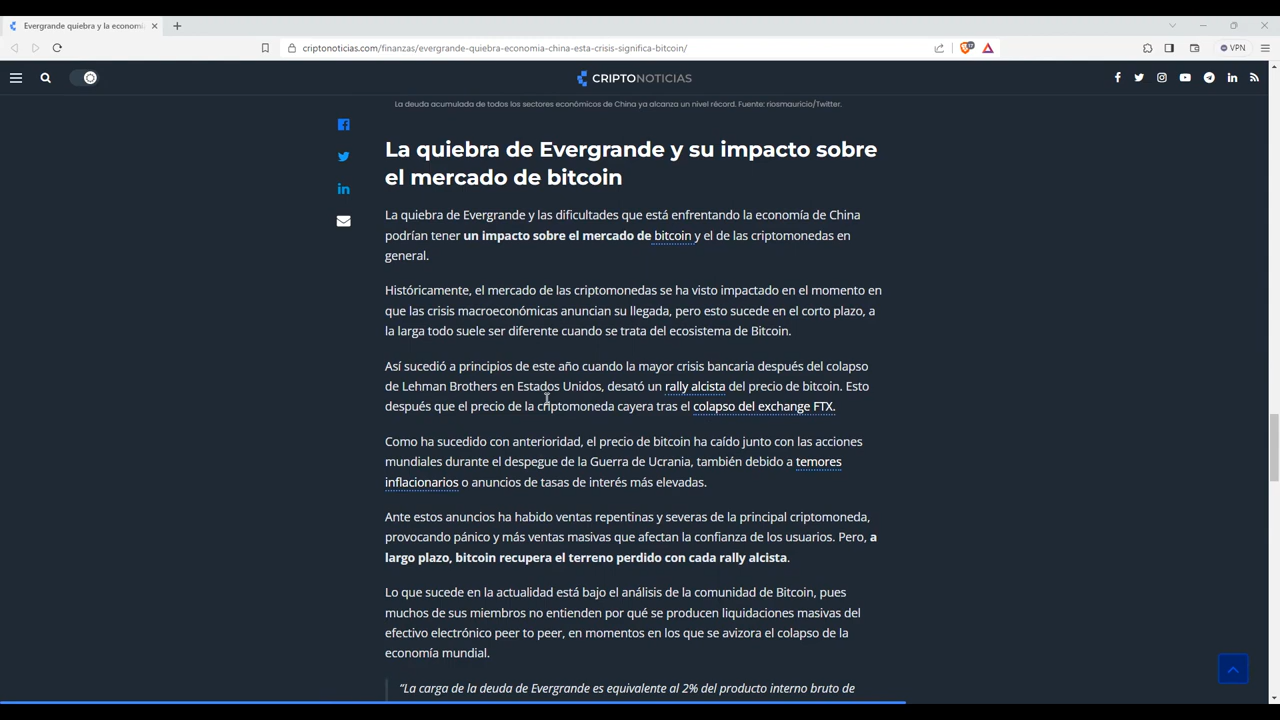 Evergrande quiebra y la economí
criptonoticias.com/finanzas/evergrande-quiebra-economia-china-esta-crisis-significa-bitcoin/
VPN
CRIPTONOTICIAS
La deuda acumulada de todos los sectores económicos de China ya alcanza un nivel récord. Fuente: riosmauricio/Twitter.
La quiebra de Evergrande y su impacto sobre
el mercado de bitcoin
La quiebra de Evergrande y las dificultades que está enfrentando la economía de China
podrían tener un impacto sobre el mercado de bitcoin y el de las criptomonedas en
general.
Históricamente, el mercado de las criptomonedas se ha visto impactado en el momento en
que las crisis macroeconómicas anuncian su llegada, pero esto sucede en el corto plazo, a
la larga todo suele ser diferente cuando se trata del ecosistema de Bitcoin.
Así sucedió a principios de este año cuando la mayor crisis bancaria después del colapso
de Lehman Brothers en Estados Unidos, desató un rally alcista del precio de bitcoin. Esto
después que el precio de la criptomoneda cayera tras el colapso del exchange FTX.
Como ha sucedido con anterioridad, el precio de bitcoin ha caído junto con las acciones
mundiales durante el despegue de la Guerra de Ucrania, también debido a temores
inflacionarios o anuncios de tasas de interés más elevadas.
Ante estos anuncios ha habido ventas repentinas y severas de la principal criptomoneda,
provocando pánico y más ventas masivas que afectan la confianza de los usuarios. Pero, a
largo plazo, bitcoin recupera el terreno perdido con cada rally alcista.
Lo que sucede en la actualidad está bajo el análisis de la comunidad de Bitcoin, pues
muchos de sus miembros no entienden por qué se producen liquidaciones masivas del
efectivo electrónico peer to peer, en momentos en los que se avizora el colapso de la
economía mundial.
“La carga de la deuda de Evergrande es equivalente al 2% del producto interno bruto de